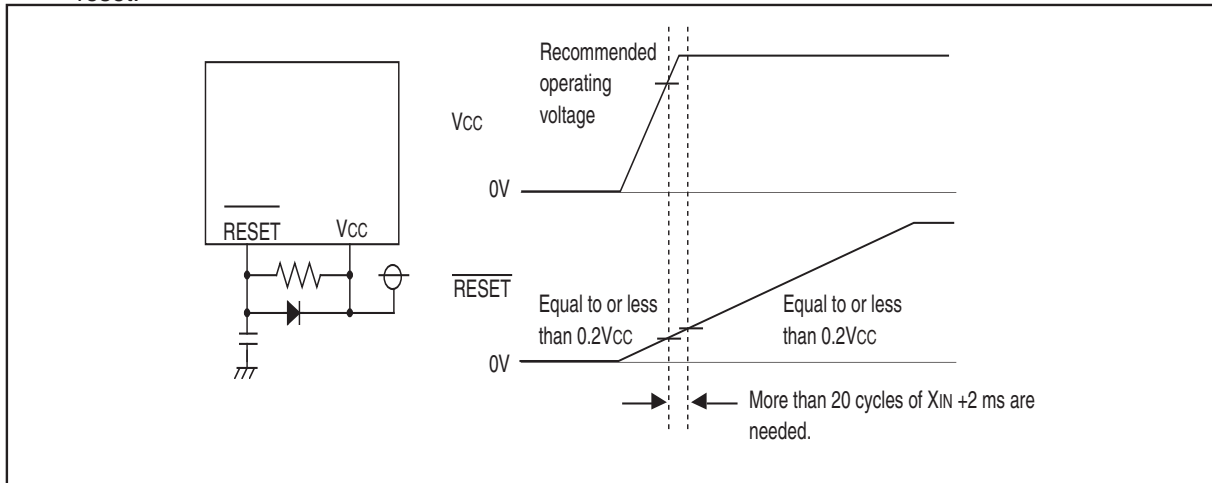 reset.
RESET VCC
Recommended
operating
voltage
VCC
0V
RESET
Equal to or less
than 0.2VCC
Equal to or less
than 0.2VCC
0V
More than 20 cycles of XIN +2 ms are
needed.